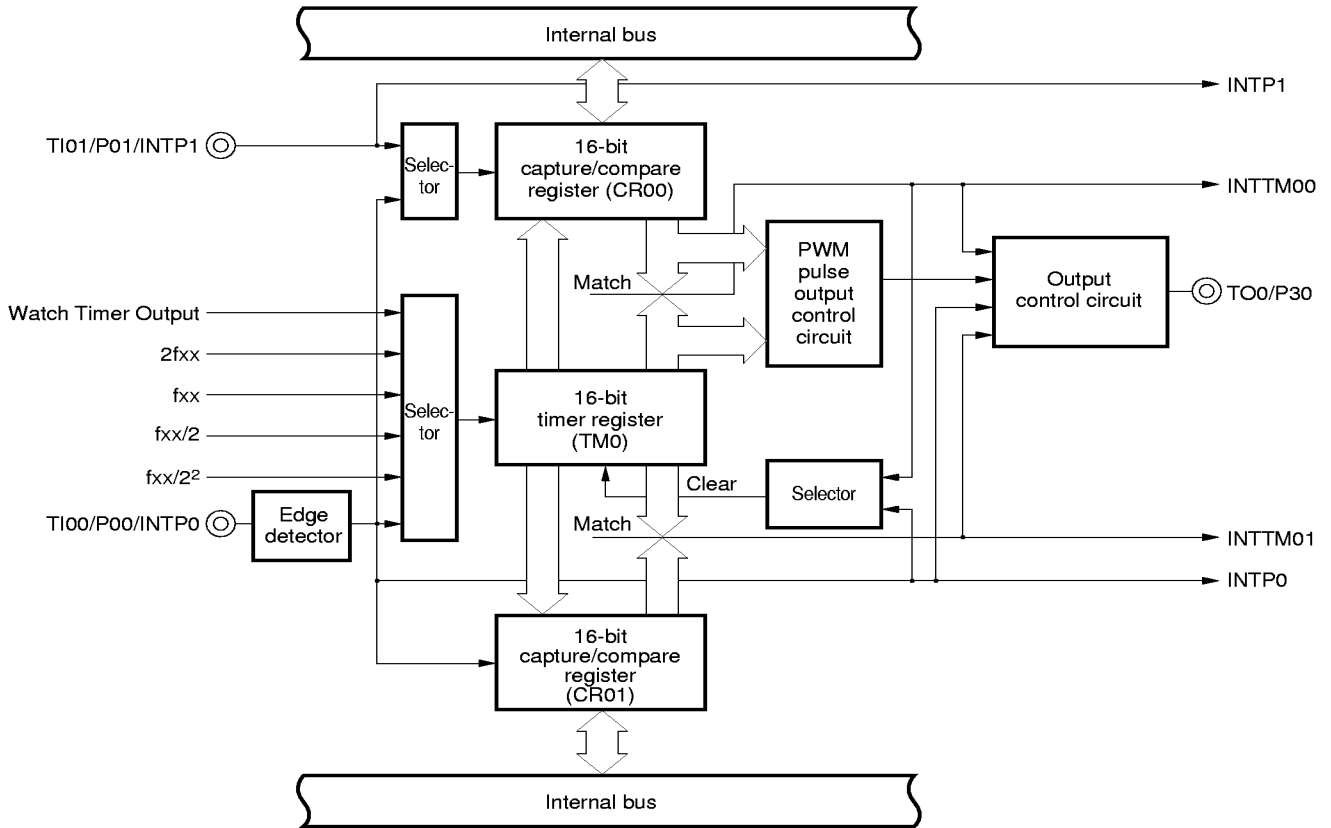 Internal bus
INTP1
TI01/P01/INTP1
Selec-
tor
16-bit
capture/compare
register (CR00)
INTTM00
PWM
pulse
output
control
circuit
Output
control circuit
TO0/P30
Match
Watch Timer Output
2fxx
fxx
fxx/2
fxx/2²
Selec-
tor
16-bit
timer register
(TM0)
Clear
Selector
TI00/P00/INTP0
Edge
detector
Match
INTTM01
INTP0
16-bit
capture/compare
register
(CR01)
Internal bus